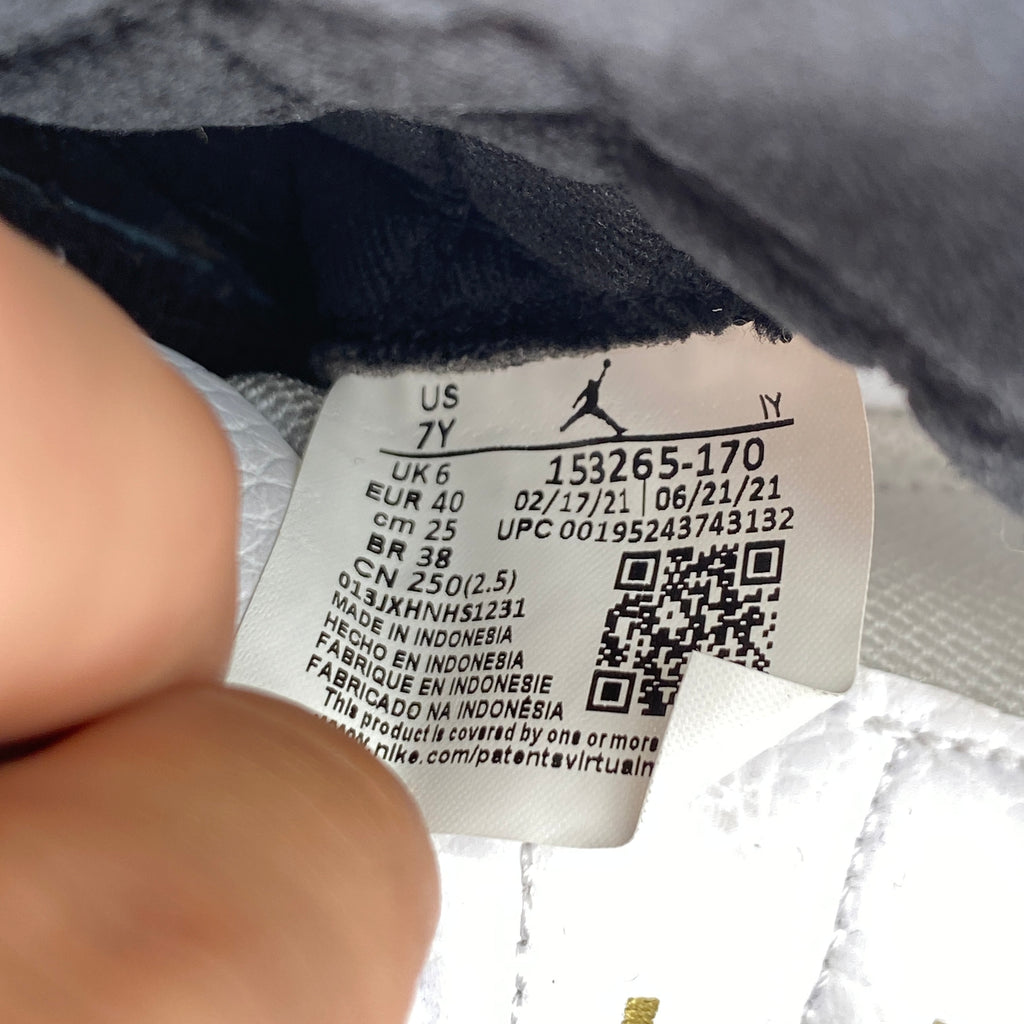 US
7Y
IY
UK 6
153265-170
EUR 40
02/17/21 | 06/21/21
cm 25
UPC 00195243743132
BR 38
CN 250(2.5)
013JXHNHS1231
MADE IN INDONESIA
HECHO EN INDONESIA
FABRIQUE EN INDONESIE
FABRICADO NA INDONÉSIA
This product is covered by one or more
nike.com/patentsvirtual